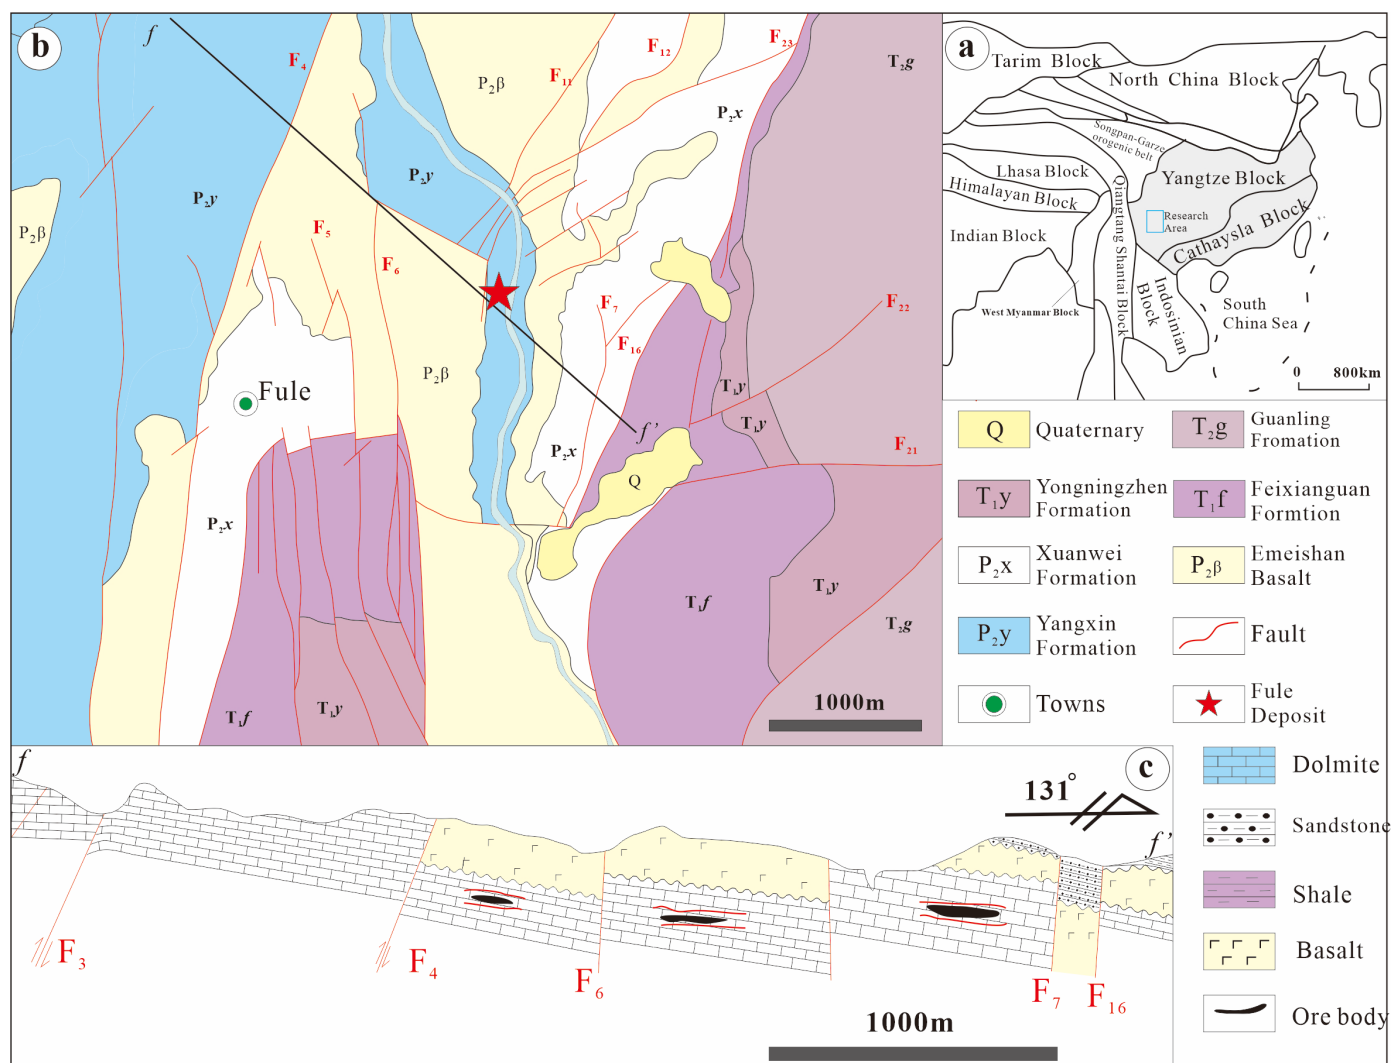 b
f
F4
F11
F12
F23
T2g
P2β
P2x
P2y
P2y
P2β
F5
F6
F7
F16
F22
Fule
P2β
T1y
T1y
f’
F21
P2x
Q
P2x
T1f
T1y
T2g
T1f
T1y
1000m
a
Tarim Block
North China Block
Songpan-Garze
orogenic belt
Lhasa Block
Himalayan Block
Yangtze Block
Qiangtang Shantai Block
Research
Area
Cathaysla Block
Indian Block
West Myanmar Block
Indosinian
Block
South
China Sea
0 800km
Q Quaternary
T2g Guanling
Fromation
T1y Yongningzhen
Formation
T1f Feixianguan
Formtion
P2x Xuanwei
Formation
P2β Emeishan
Basalt
P2y Yangxin
Formation
Fault
Towns
Fule
Deposit
Dolmite
Sandstone
Shale
Basalt
Ore body
c
f
131°
f’
F3
F4
F6
F7
F16
1000m